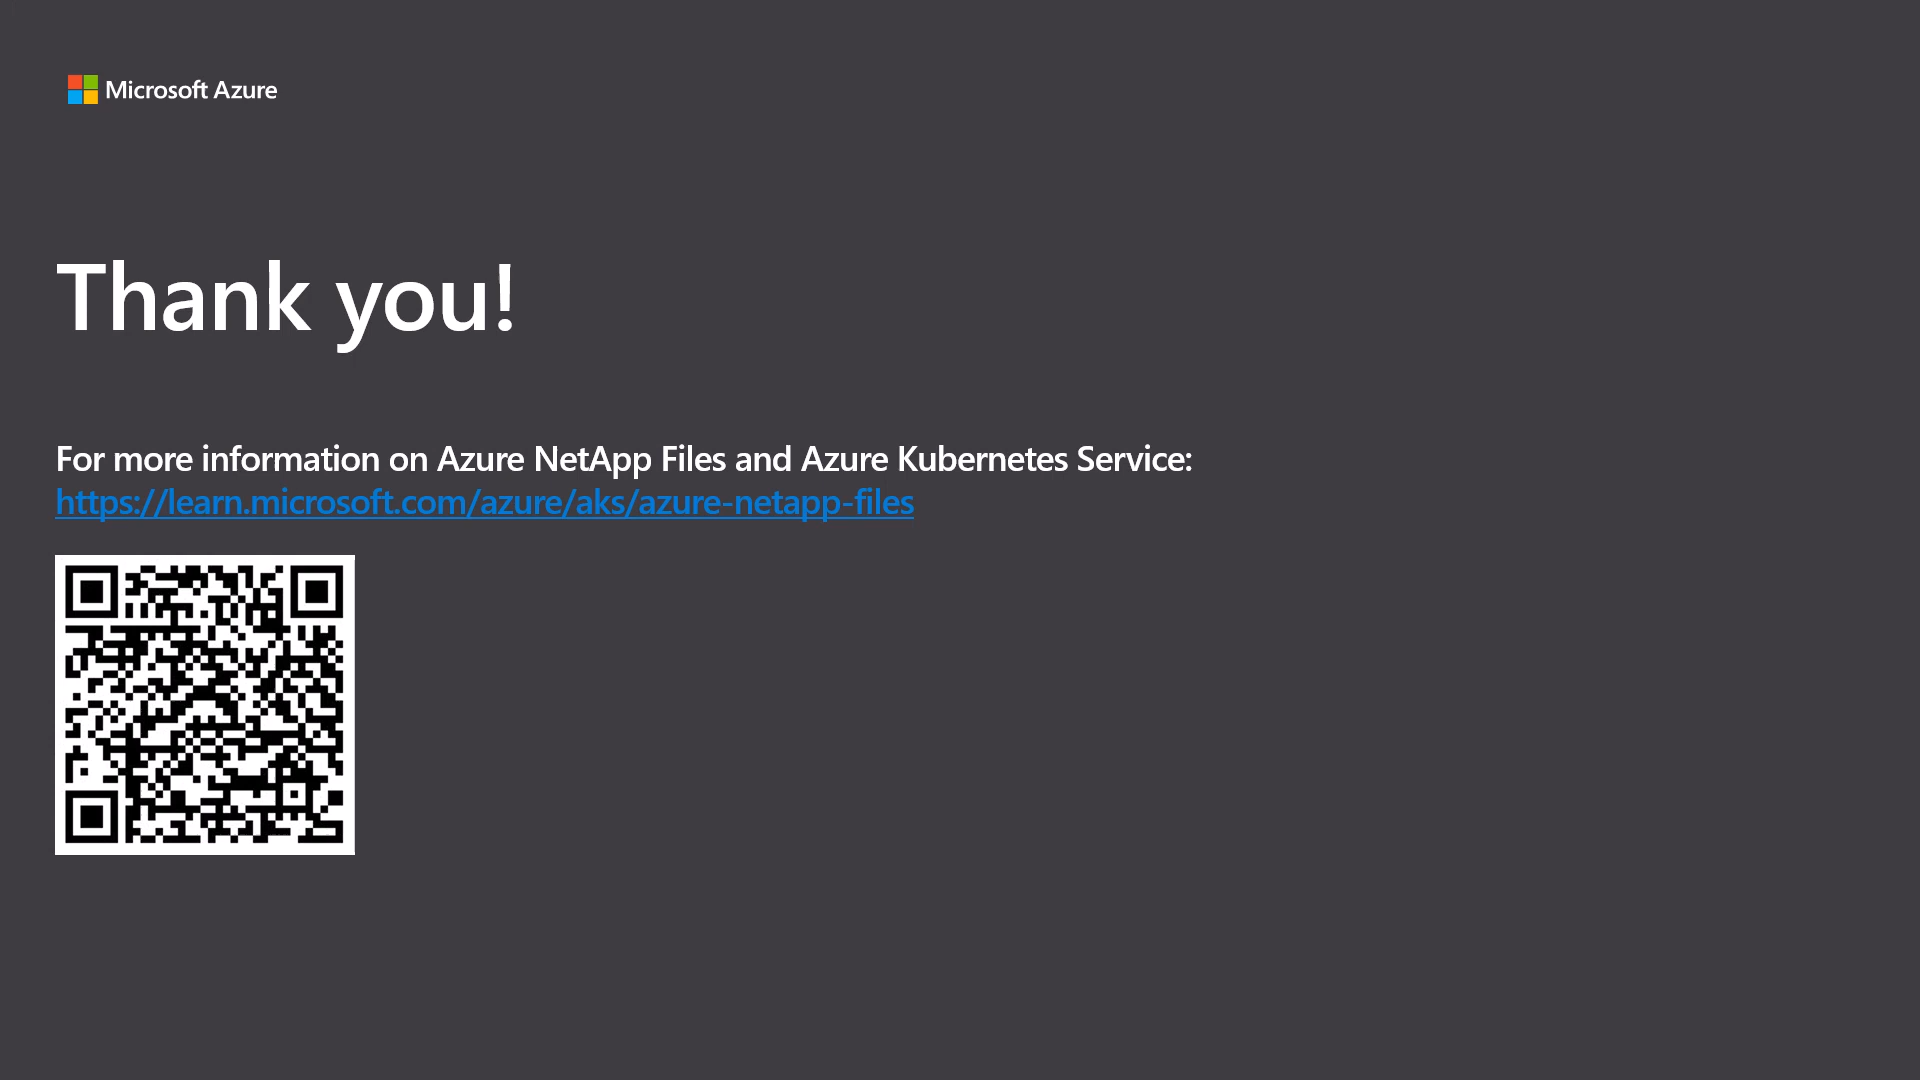 Microsoft Azure
Thank you!
For more information on Azure NetApp Files and Azure Kubernetes Service:
https://learn.microsoft.com/azure/aks/azure-netapp-files